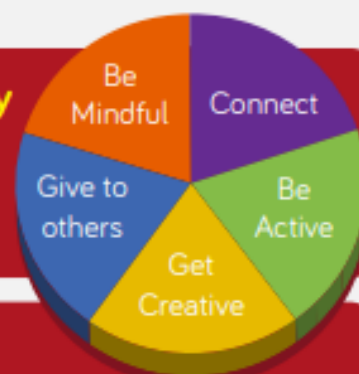 y
Be
Mindful
Connect
Give to
others
Be
Active
Get
Creative